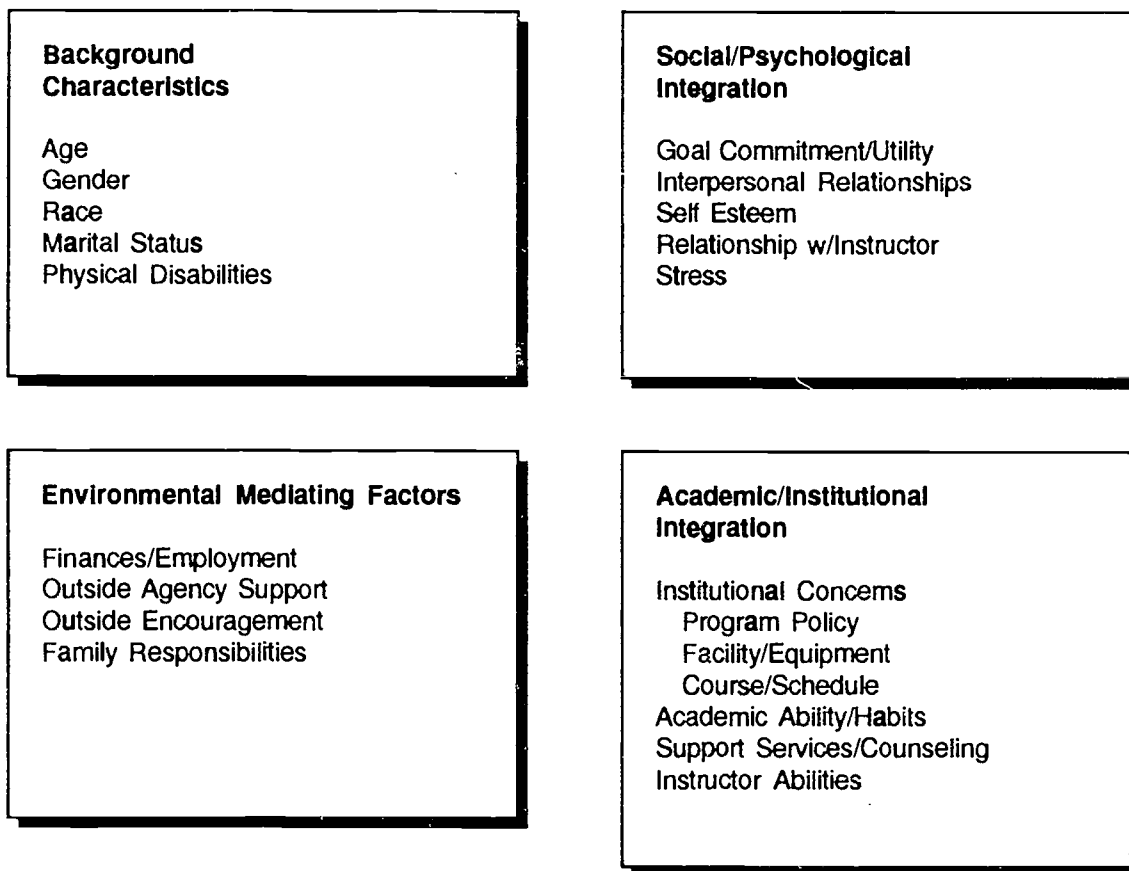 Background
Characteristics
Age
Gender
Race
Marital Status
Physical Disabilities
Social/Psychological
Integration
Goal Commitment/Utility
Interpersonal Relationships
Self Esteem
Relationship w/Instructor
Stress
Environmental Mediating Factors
Finances/Employment
Outside Agency Support
Outside Encouragement
Family Responsibilities
Academic/Institutional
Integration
Institutional Concerns
Program Policy
Facility/Equipment
Course/Schedule
Academic Ability/Habits
Support Services/Counseling
Instructor Abilities